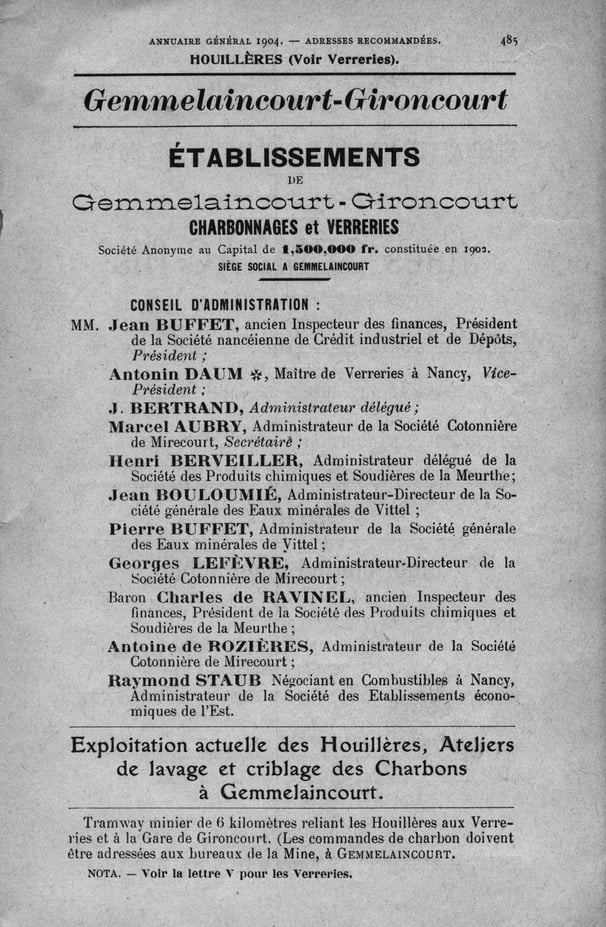 ANNUAIRE GÉNÉRAL 1904. — ADRESSES RECOMMANDÉES. 485
HOUILLÈRES (Voir Verreries).
Gemmelaincourt-Gironcourt
ÉTABLISSEMENTS
DE
Gemmelaincourt - Gironcourt
CHARBONNAGES et VERRERIES
Société Anonyme au Capital de 1,500,000 fr. constituée en 1902.
SIÈGE SOCIAL A GEMMELAINCOURT
CONSEIL D'ADMINISTRATION :
MM. Jean BUFFET, ancien Inspecteur des finances, Président
de la Société nancéienne de Crédit industriel et de Dépôts,
Président ;
Antonin DAUM ✲, Maître de Verreries à Nancy, Vice-
Président ;
J. BERTRAND, Administrateur délégué ;
Marcel AUBRY, Administrateur de la Société Cotonnière
de Mirecourt, Secrétaire ;
Henri BERVEILLER, Administrateur délégué de la
Société des Produits chimiques et Soudières de la Meurthe;
Jean BOULOUMIÉ, Administrateur-Directeur de la So-
ciété générale des Eaux minérales de Vittel ;
Pierre BUFFET, Administrateur de la Société générale
des Eaux minérales de Vittel ;
Georges LEFÈVRE, Administrateur-Directeur de la
Société Cotonnière de Mirecourt ;
Baron Charles de RAVINEL, ancien Inspecteur des
finances, Président de la Société des Produits chimiques et
Soudières de la Meurthe ;
Antoine de ROZIÈRES, Administrateur de la Société
Cotonnière de Mirecourt ;
Raymond STAUB Négociant en Combustibles à Nancy,
Administrateur de la Société des Etablissements écono-
miques de l'Est.
Exploitation actuelle des Houillères, Ateliers
de lavage et criblage des Charbons
à Gemmelaincourt.
Tramway minier de 6 kilomètres reliant les Houillères aux Verre-
ries et à la Gare de Gironcourt. (Les commandes de charbon doivent
être adressées aux bureaux de la Mine, à GEMMELAINCOURT.
NOTA. — Voir la lettre V pour les Verreries.